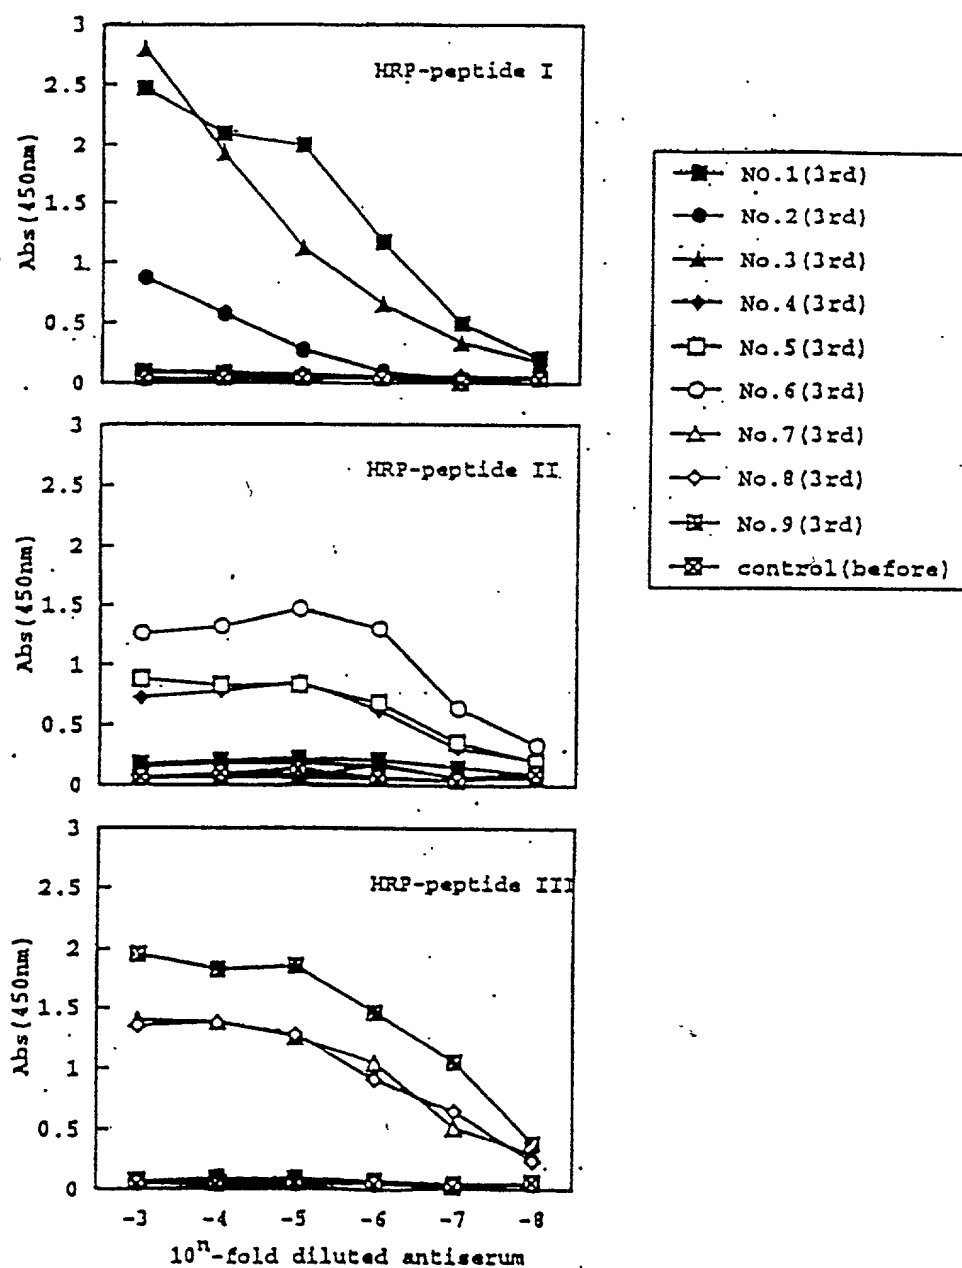 3
HRP-peptide I
2.5
2
1.5
1
0.5
0
Abs(450nm)
NO.1(3rd)
No.2(3rd)
No.3(3rd)
No.4(3rd)
No.5(3rd)
No.6(3rd)
No.7(3rd)
No.8(3rd)
No.9(3rd)
control(before)
3
HRP-peptide II
2.5
2
1.5
1
0.5
0
Abs(450nm)
3
HRP-peptide III
2.5
2
1.5
1
0.5
0
Abs(450nm)
-3 -4 -5 -6 -7 -8
10ⁿ-fold diluted antiserum